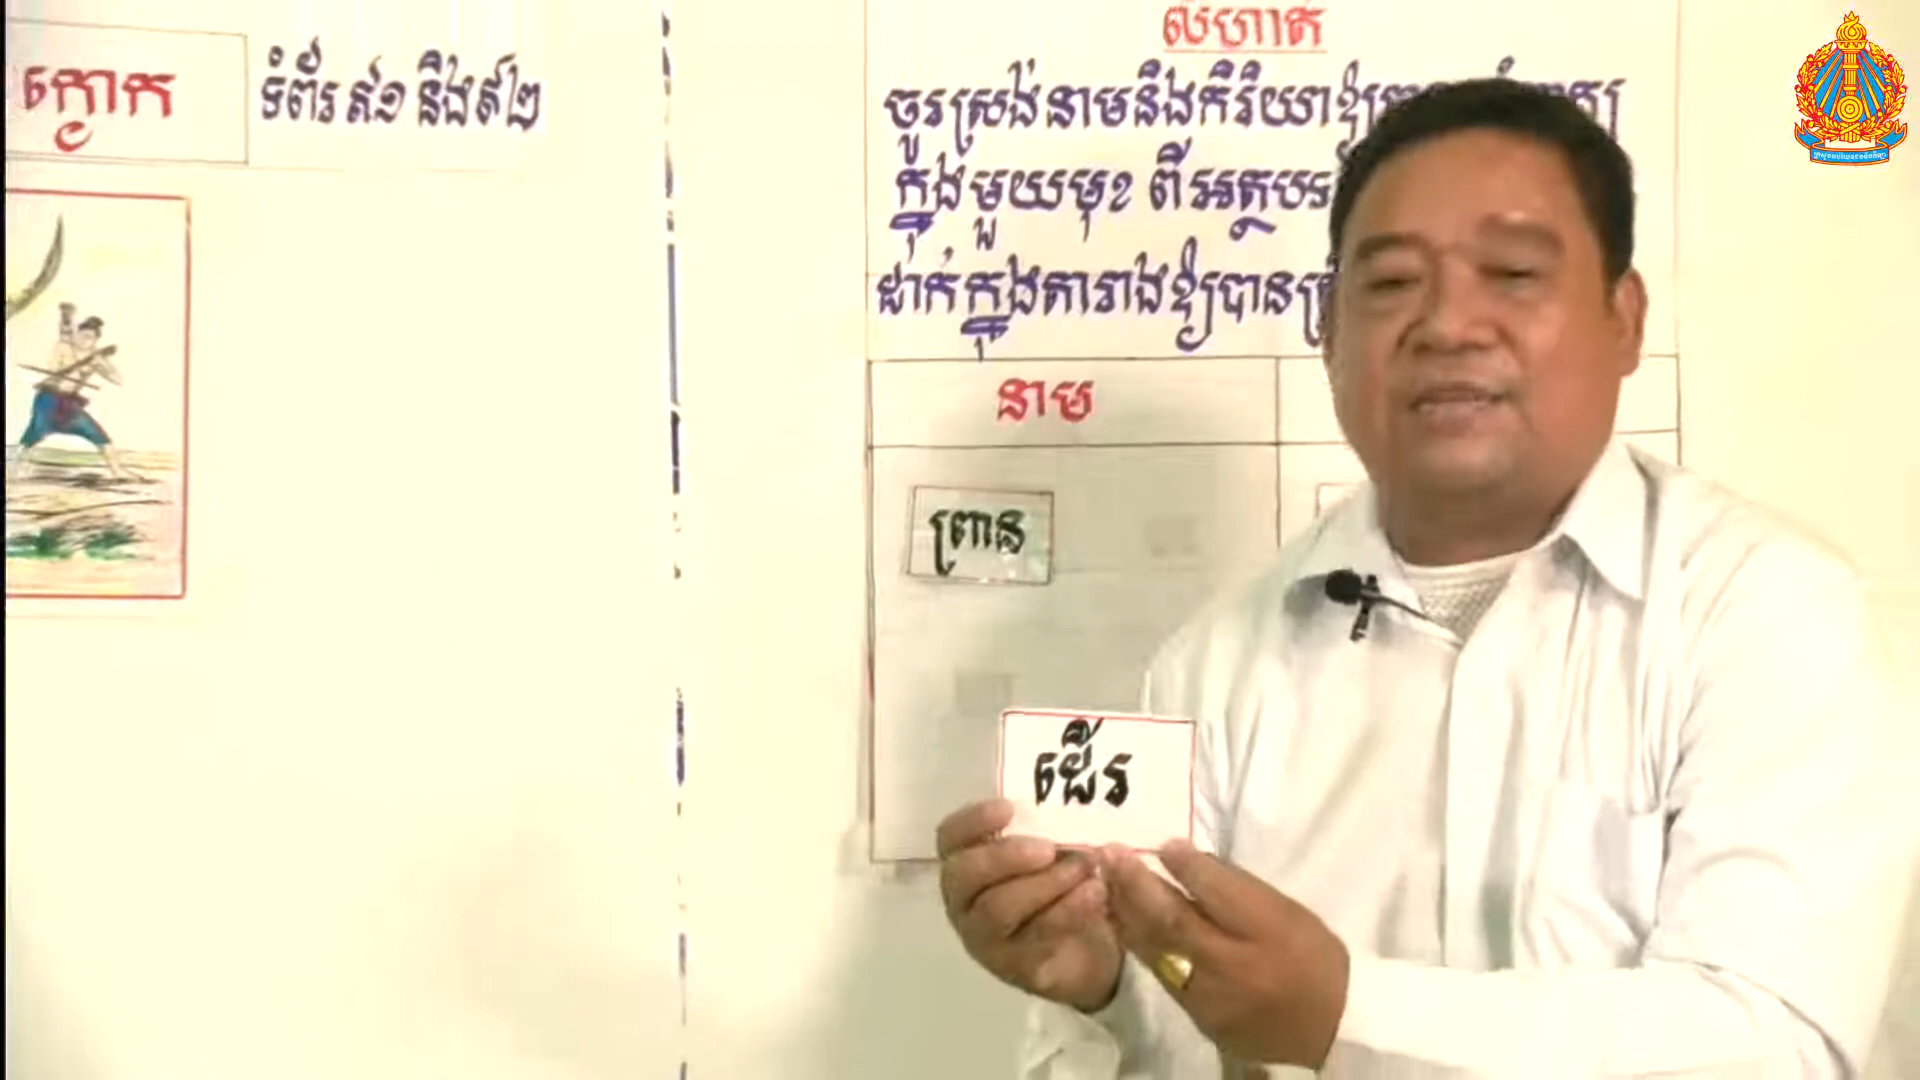 ក្ងោក
ទំព័រ ៩១ និង៩២
លំហាត់
ចូរស្រង់នាមនិងកិរិយាឱ្យ
ក្នុងមួយមុខ ពីអត្ថបទ
ដាក់ក្នុងតារាងឱ្យបាន
នាម
ព្រាន
ដើរ